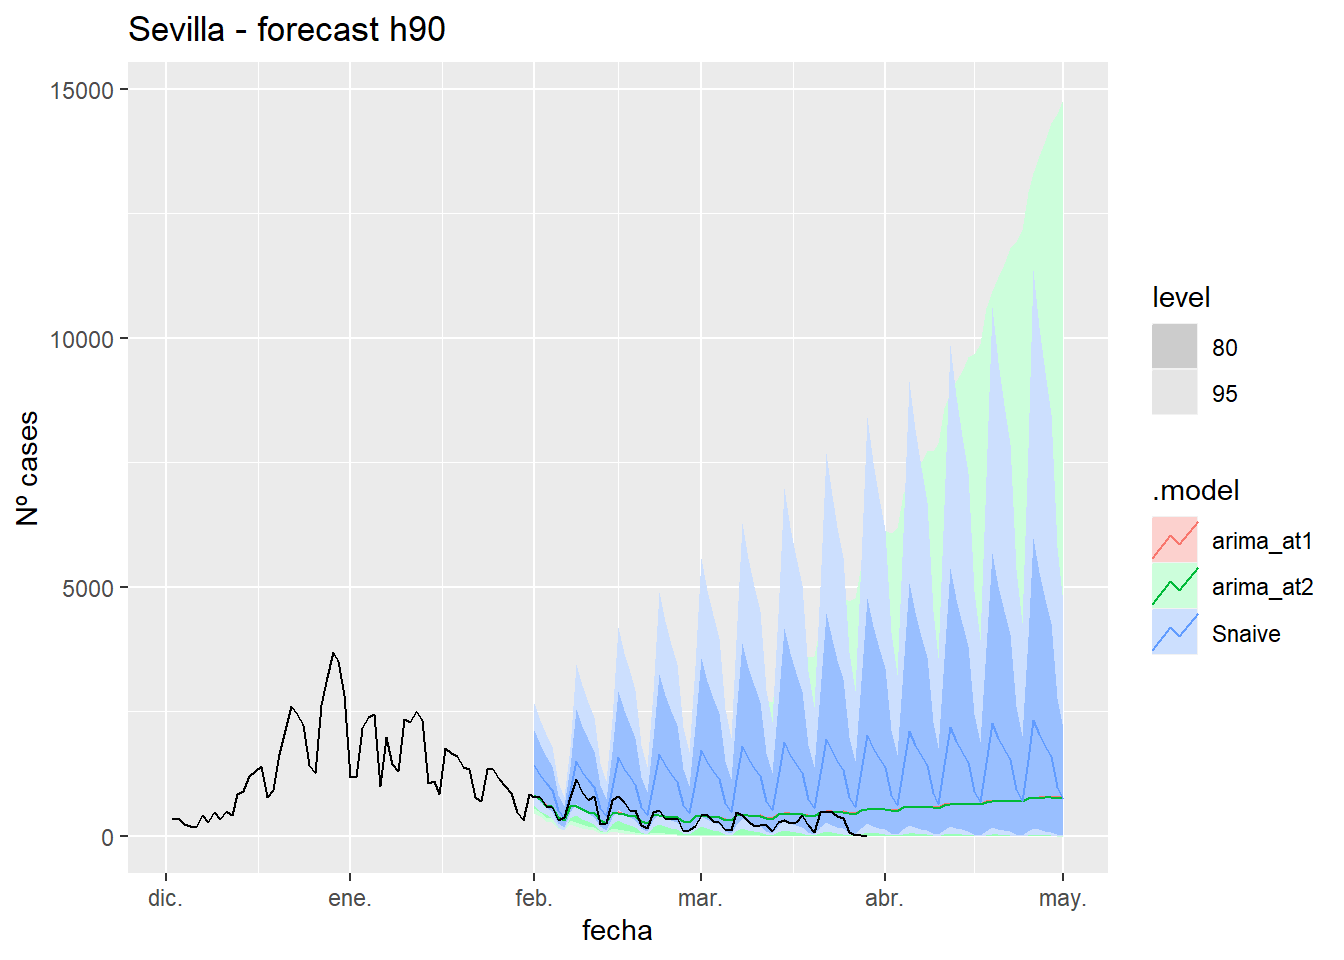 Sevilla - forecast h90
15000
10000
5000
0
Nº cases
dic.
ene.
feb.
mar.
abr.
may.
fecha
level
80
95
.model
arima_at1
arima_at2
Snaive